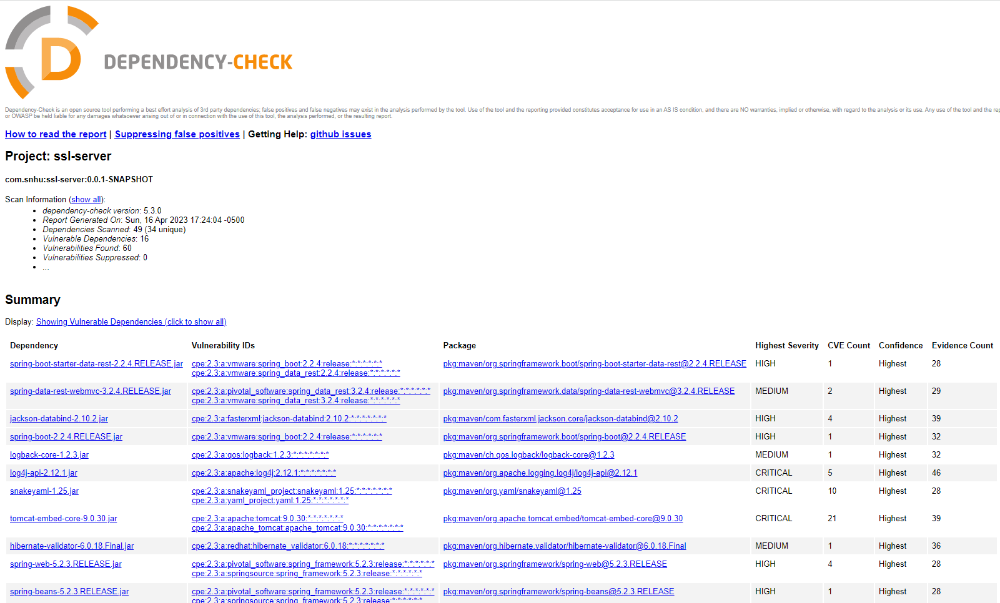 D
DEPENDENCY-CHECK
Dependency-Check is an open source tool performing a best effort analysis of 3rd party dependencies; false positives and false negatives may exist in the analysis performed by the tool. Use of the tool and the reporting provided constitutes acceptance for use in an AS IS condition, and there are NO warranties, implied or otherwise, with regard to the analysis or its use. Any use of the tool and the rep
or OWASP be held liable for any damages whatsoever arising out of or in connection with the use of this tool, the analysis performed, or the resulting report.
How to read the report | Suppressing false positives | Getting Help: github issues
Project: ssl-server
com.snhu:ssl-server:0.0.1-SNAPSHOT
Scan Information (show all):
• dependency-check version: 5.3.0
• Report Generated On: Sun, 16 Apr 2023 17:24:04 -0500
• Dependencies Scanned: 49 (34 unique)
• Vulnerable Dependencies: 16
• Vulnerabilities Found: 60
• Vulnerabilities Suppressed: 0
• ...
Summary
Display: Showing Vulnerable Dependencies (click to show all)
Dependency Vulnerability IDs Package Highest Severity CVE Count Confidence Evidence Count
spring-boot-starter-data-rest-2.2.4.RELEASE.jar cpe:2.3:a:vmware:spring_boot:2.2.4:release:*:*:*:*:*:* pkg:maven/org.springframework.boot/spring-boot-starter-data-rest@2.2.4.RELEASE HIGH 1 Highest 28
cpe:2.3:a:vmware:spring_data_rest:2.2.4:release:*:*:*:*:*:*
spring-data-rest-webmvc-3.2.4.RELEASE.jar cpe:2.3:a:pivotal_software:spring_data_rest:3.2.4:release:*:*:*:*:*:* pkg:maven/org.springframework.data/spring-data-rest-webmvc@3.2.4.RELEASE MEDIUM 2 Highest 29
cpe:2.3:a:vmware:spring_data_rest:3.2.4:release:*:*:*:*:*:*
jackson-databind-2.10.2.jar cpe:2.3:a:fasterxml:jackson-databind:2.10.2:*:*:*:*:*:*:* pkg:maven/com.fasterxml.jackson.core/jackson-databind@2.10.2 HIGH 4 Highest 39
spring-boot-2.2.4.RELEASE.jar cpe:2.3:a:vmware:spring_boot:2.2.4:release:*:*:*:*:*:* pkg:maven/org.springframework.boot/spring-boot@2.2.4.RELEASE HIGH 1 Highest 32
logback-core-1.2.3.jar cpe:2.3:a:qos:logback:1.2.3:*:*:*:*:*:*:* pkg:maven/ch.qos.logback/logback-core@1.2.3 MEDIUM 1 Highest 32
log4j-api-2.12.1.jar cpe:2.3:a:apache:log4j:2.12.1:*:*:*:*:*:*:* pkg:maven/org.apache.logging.log4j/log4j-api@2.12.1 CRITICAL 5 Highest 46
snakeyaml-1.25.jar cpe:2.3:a:snakeyaml_project:snakeyaml:1.25:*:*:*:*:*:*:* pkg:maven/org.yaml/snakeyaml@1.25 CRITICAL 10 Highest 28
cpe:2.3:a:yaml_project:yaml:1.25:*:*:*:*:*:*:*
tomcat-embed-core-9.0.30.jar cpe:2.3:a:apache:tomcat:9.0.30:*:*:*:*:*:*:* pkg:maven/org.apache.tomcat.embed/tomcat-embed-core@9.0.30 CRITICAL 21 Highest 39
cpe:2.3:a:apache_tomcat:apache_tomcat:9.0.30:*:*:*:*:*:*:*
hibernate-validator-6.0.18.Final.jar cpe:2.3:a:redhat:hibernate_validator:6.0.18:*:*:*:*:*:*:* pkg:maven/org.hibernate.validator/hibernate-validator@6.0.18.Final MEDIUM 1 Highest 36
spring-web-5.2.3.RELEASE.jar cpe:2.3:a:pivotal_software:spring_framework:5.2.3:release:*:*:*:*:*:* pkg:maven/org.springframework/spring-web@5.2.3.RELEASE HIGH 4 Highest 28
cpe:2.3:a:springsource:spring_framework:5.2.3:release:*:*:*:*:*:*
spring-beans-5.2.3.RELEASE.jar cpe:2.3:a:pivotal_software:spring_framework:5.2.3:release:*:*:*:*:*:* pkg:maven/org.springframework/spring-beans@5.2.3.RELEASE HIGH 1 Highest 28
cpe:2.3:a:springsource:spring_framework:5.2.3:release:*:*:*:*:*:*